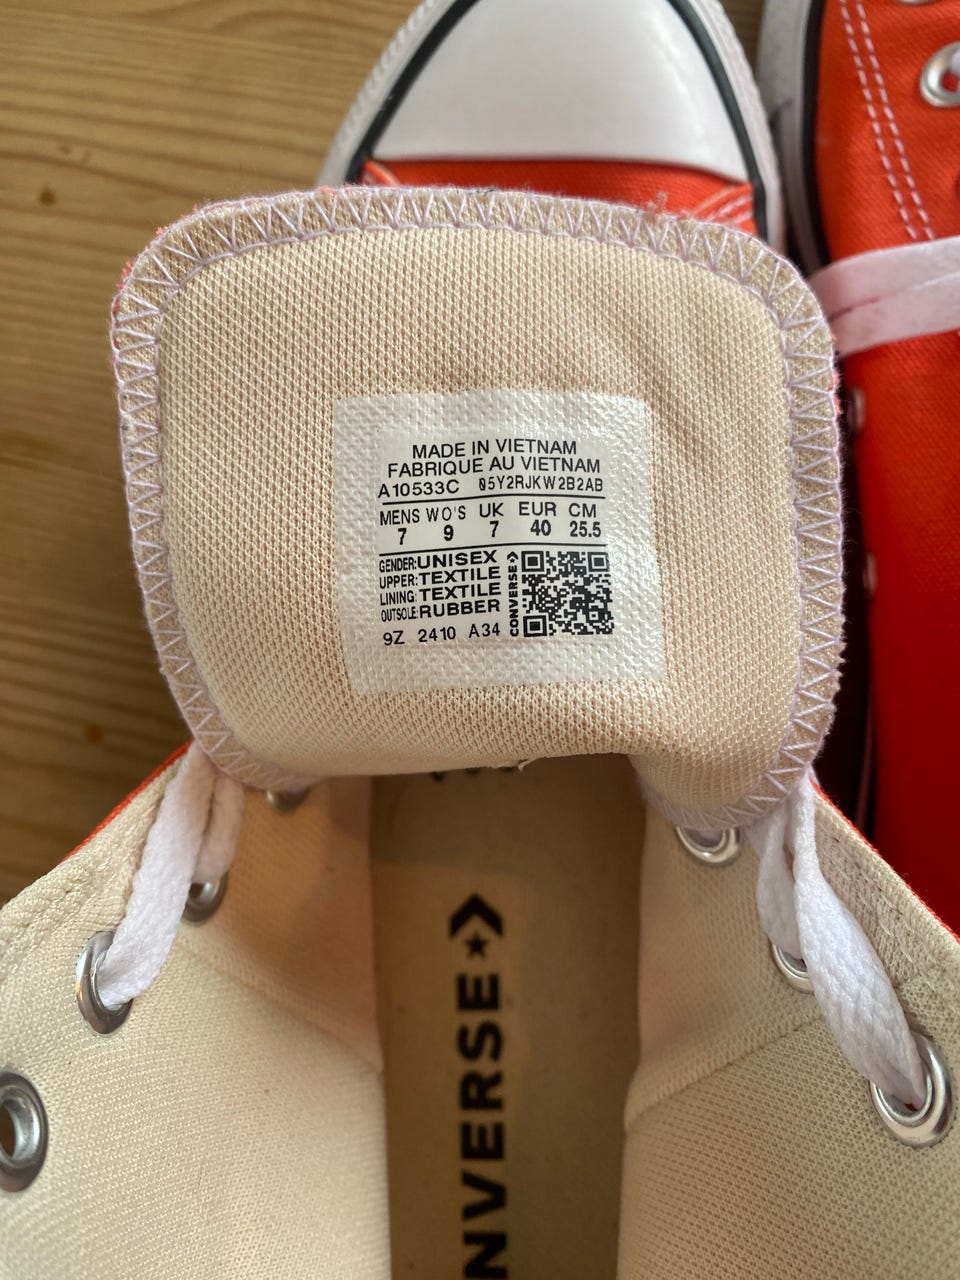 MADE IN VIETNAM
FABRIQUE AU VIETNAM
A10533C 05Y2RJKW2B2AB
MENS WO'S UK EUR CM
7 9 7 40 25.5
GENDER:UNISEX
UPPER:TEXTILE
LINING:TEXTILE
OUTSOLE:RUBBER
CONVERSE
9Z 2410 A34
NVERSE